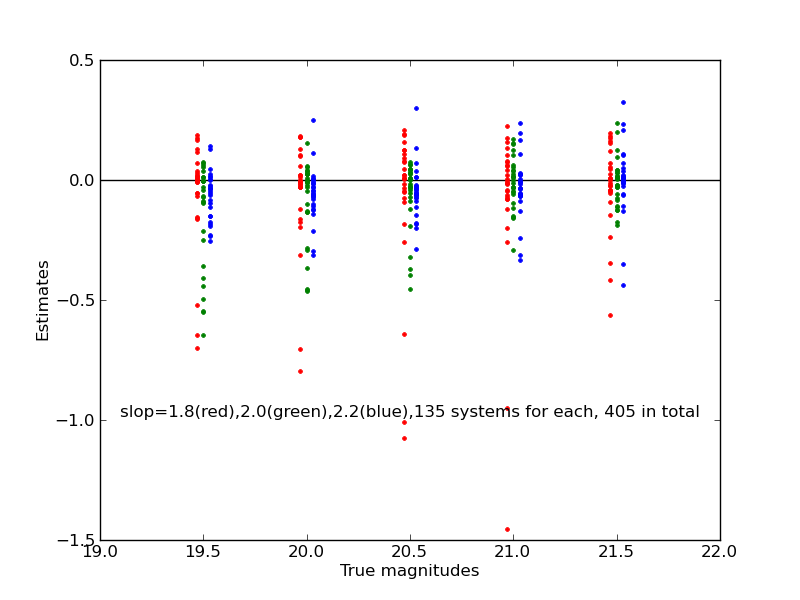 0.5
0.0
−0.5
−1.0
−1.5
Estimates
slop=1.8(red),2.0(green),2.2(blue),135 systems for each, 405 in total
19.0 19.5 20.0 20.5 21.0 21.5 22.0
True magnitudes